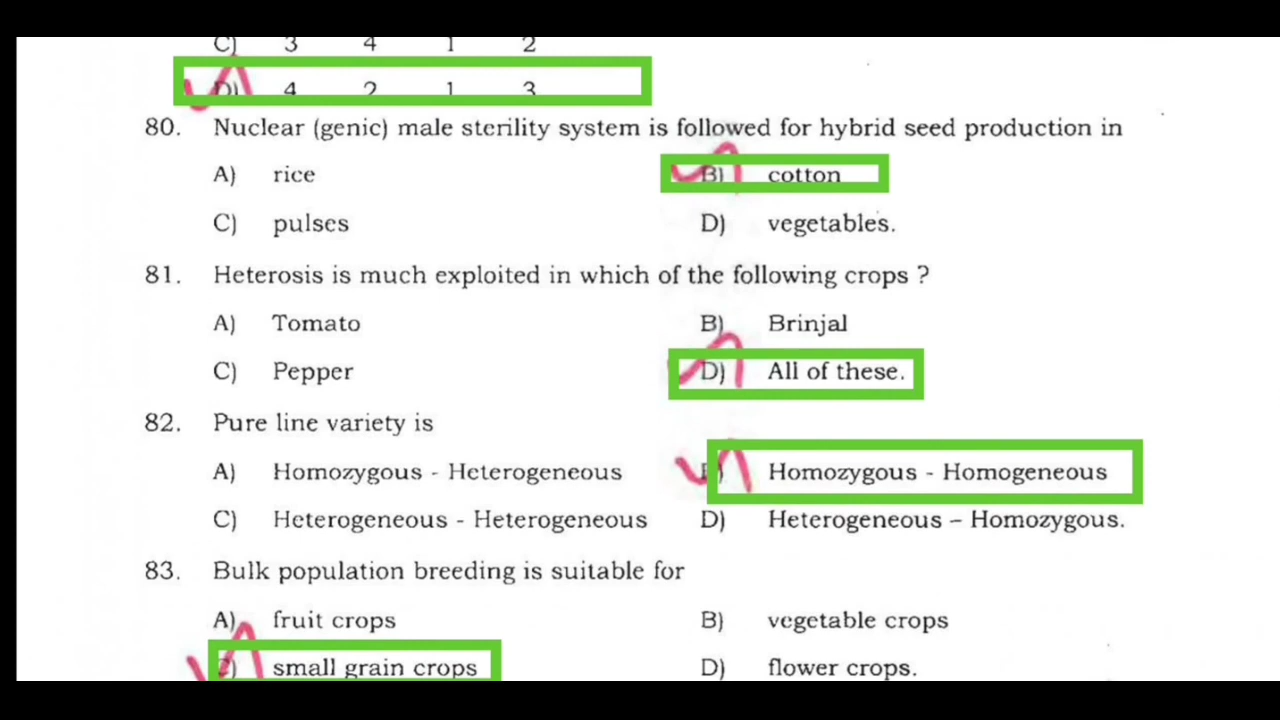 C) 3 4 1 2
D) 4 2 1 3
80. Nuclear (genic) male sterility system is followed for hybrid seed production in
A) rice B) cotton
C) pulses D) vegetables.
81. Heterosis is much exploited in which of the following crops ?
A) Tomato B) Brinjal
C) Pepper D) All of these.
82. Pure line variety is
A) Homozygous - Heterogeneous B) Homozygous - Homogeneous
C) Heterogeneous - Heterogeneous D) Heterogeneous – Homozygous.
83. Bulk population breeding is suitable for
A) fruit crops B) vegetable crops
C) small grain crops D) flower crops.